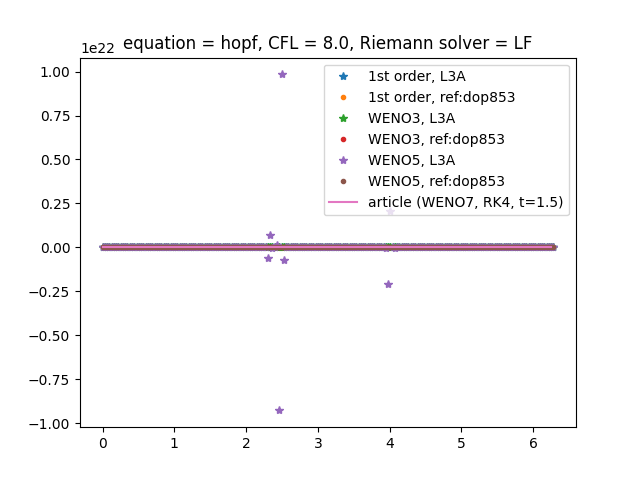 equation = hopf, CFL = 8.0, Riemann solver = LF
1e22
1.00
0.75
0.50
0.25
0.00
−0.25
−0.50
−0.75
−1.00
1st order, L3A
1st order, ref:dop853
WENO3, L3A
WENO3, ref:dop853
WENO5, L3A
WENO5, ref:dop853
article (WENO7, RK4, t=1.5)
0 1 2 3 4 5 6